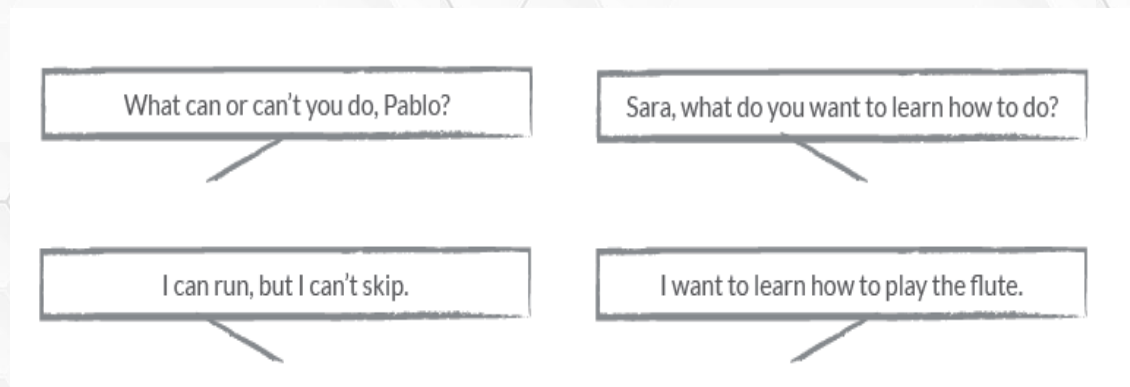 What can or can't you do, Pablo?
I can run, but I can't skip.
Sara, what do you want to learn how to do?
I want to learn how to play the flute.